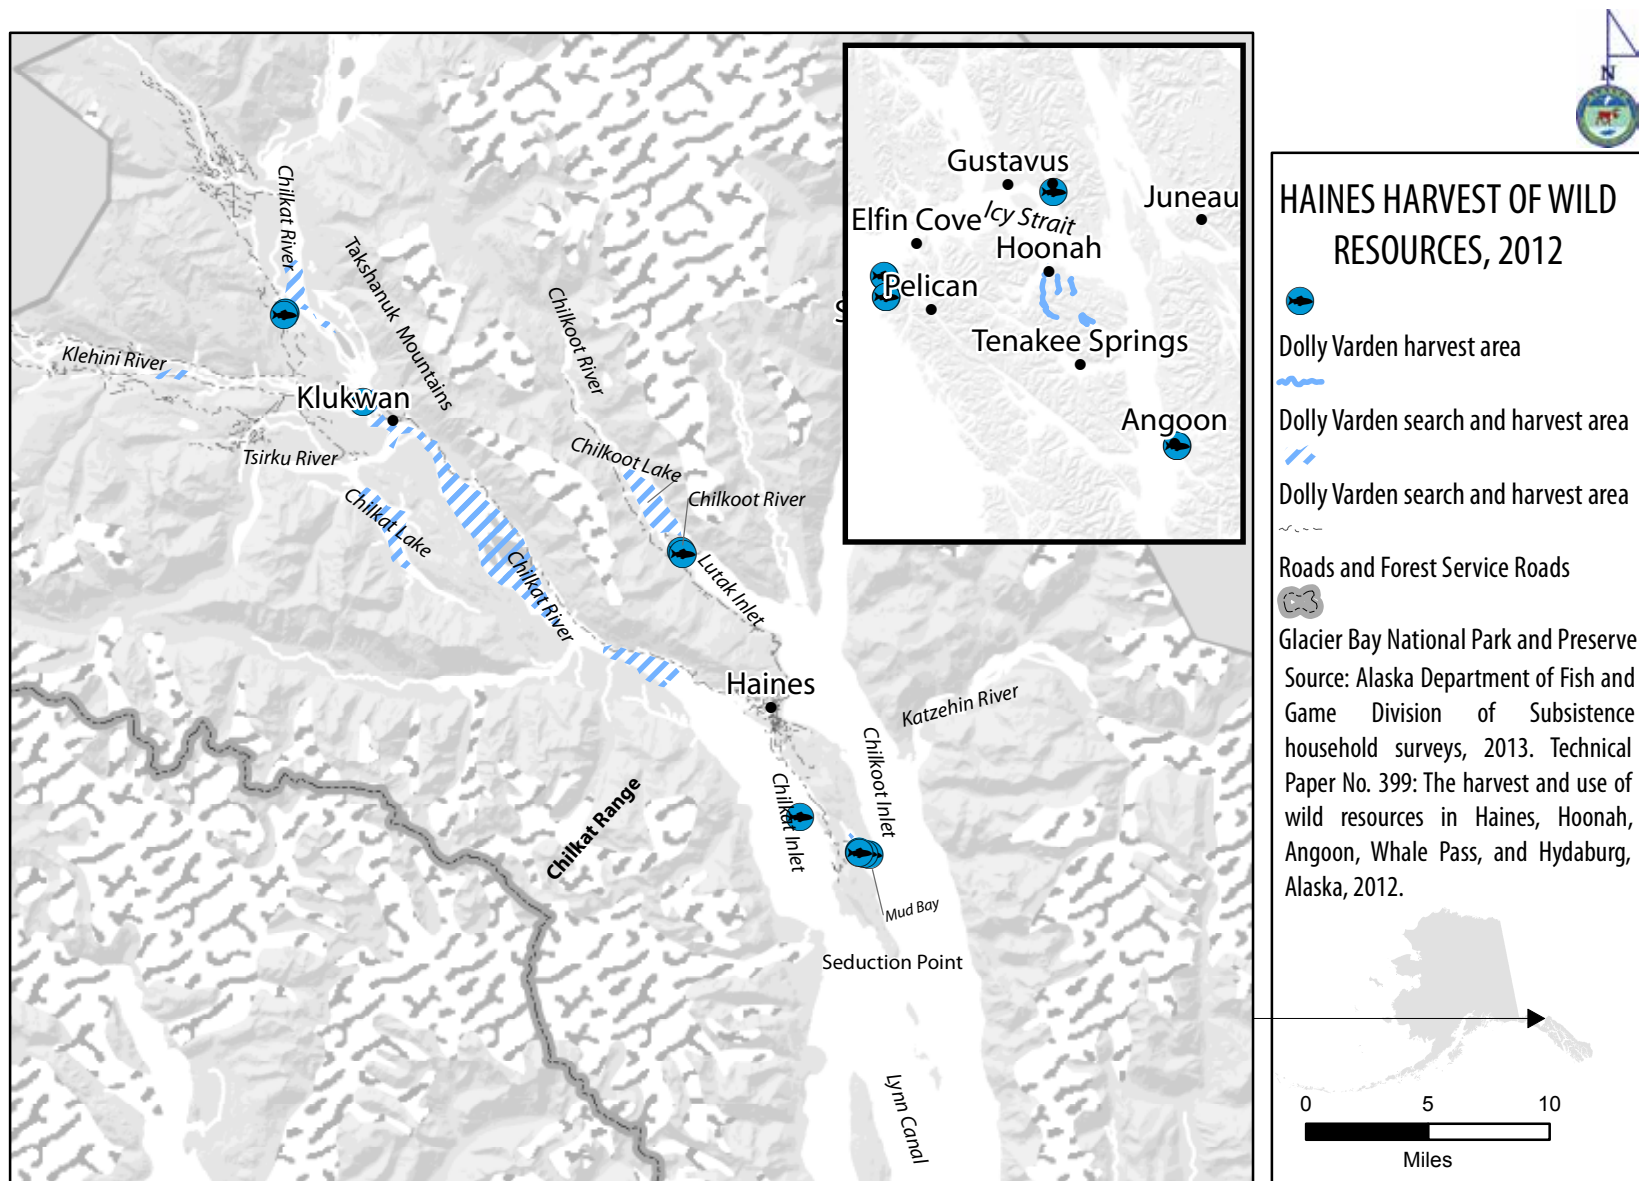 N
HAINES HARVEST OF WILD
RESOURCES, 2012
Dolly Varden harvest area
Dolly Varden search and harvest area
Dolly Varden search and harvest area
Roads and Forest Service Roads
Glacier Bay National Park and Preserve
Source: Alaska Department of Fish and
Game Division of Subsistence
household surveys, 2013. Technical
Paper No. 399: The harvest and use of
wild resources in Haines, Hoonah,
Angoon, Whale Pass, and Hydaburg,
Alaska, 2012.
0 5 10
Miles
Gustavus
Juneau
Icy Strait
Elfin Cove
Hoonah
Pelican
S
Tenakee Springs
Angoon
Chilkat River
Takshanuk Mountains
Chilkoot River
Klehini River
Klukwan
Tsirku River
Chilkoot Lake
Chilkoot River
Chilkat Lake
Chilkat River
Lutak Inlet
Haines
Katzehin River
Chilkoot Inlet
Chilkat Inlet
Chilkat Range
Mud Bay
Seduction Point
Lynn Canal